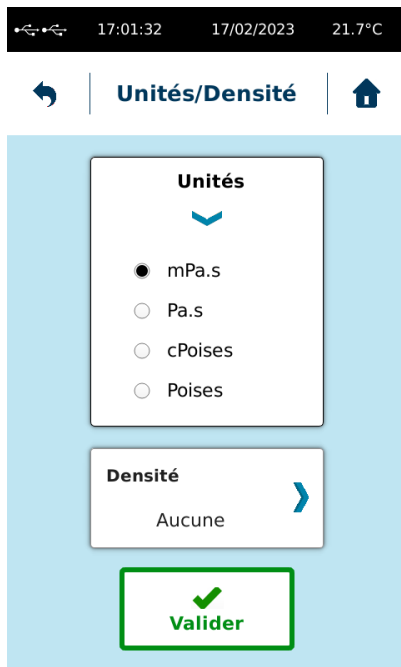 17:01:32 17/02/2023 21.7°C
Unités/Densité
Unités
mPa.s
Pa.s
cPoises
Poises
Densité
Aucune
Valider